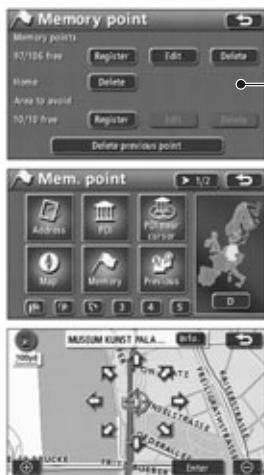 Memory point
Memory points
97/106 free Register Edit Delete
Home Delete
Area to avoid
10/10 free Register Edit Delete
Delete previous point
Mem. point 1/2
Address POI POI near cursor
Map Memory Previous
3 4 5 D
MUSEUM KUNST PALA... Info.
100yd
Enter